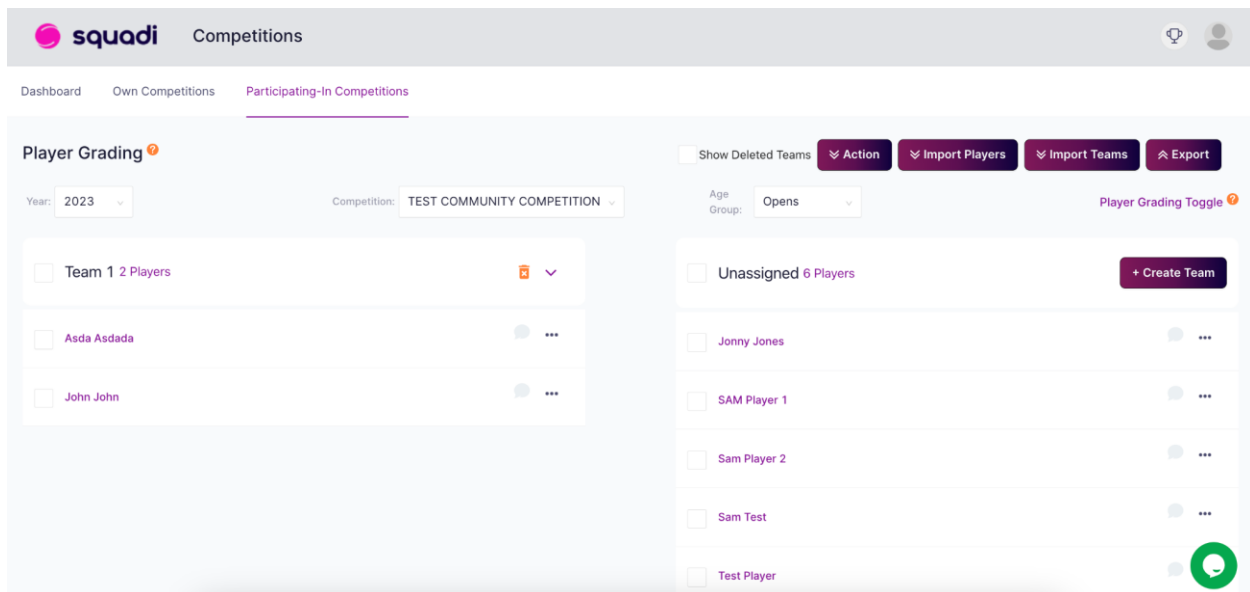 squadi Competitions
Dashboard Own Competitions Participating-In Competitions
Player Grading ?
Show Deleted Teams Action Import Players Import Teams Export
Year: 2023 Competition: TEST COMMUNITY COMPETITION Age Group: Opens Player Grading Toggle ?
Team 1 2 Players
Asda Asdada
John John
Unassigned 6 Players + Create Team
Jonny Jones
SAM Player 1
Sam Player 2
Sam Test
Test Player